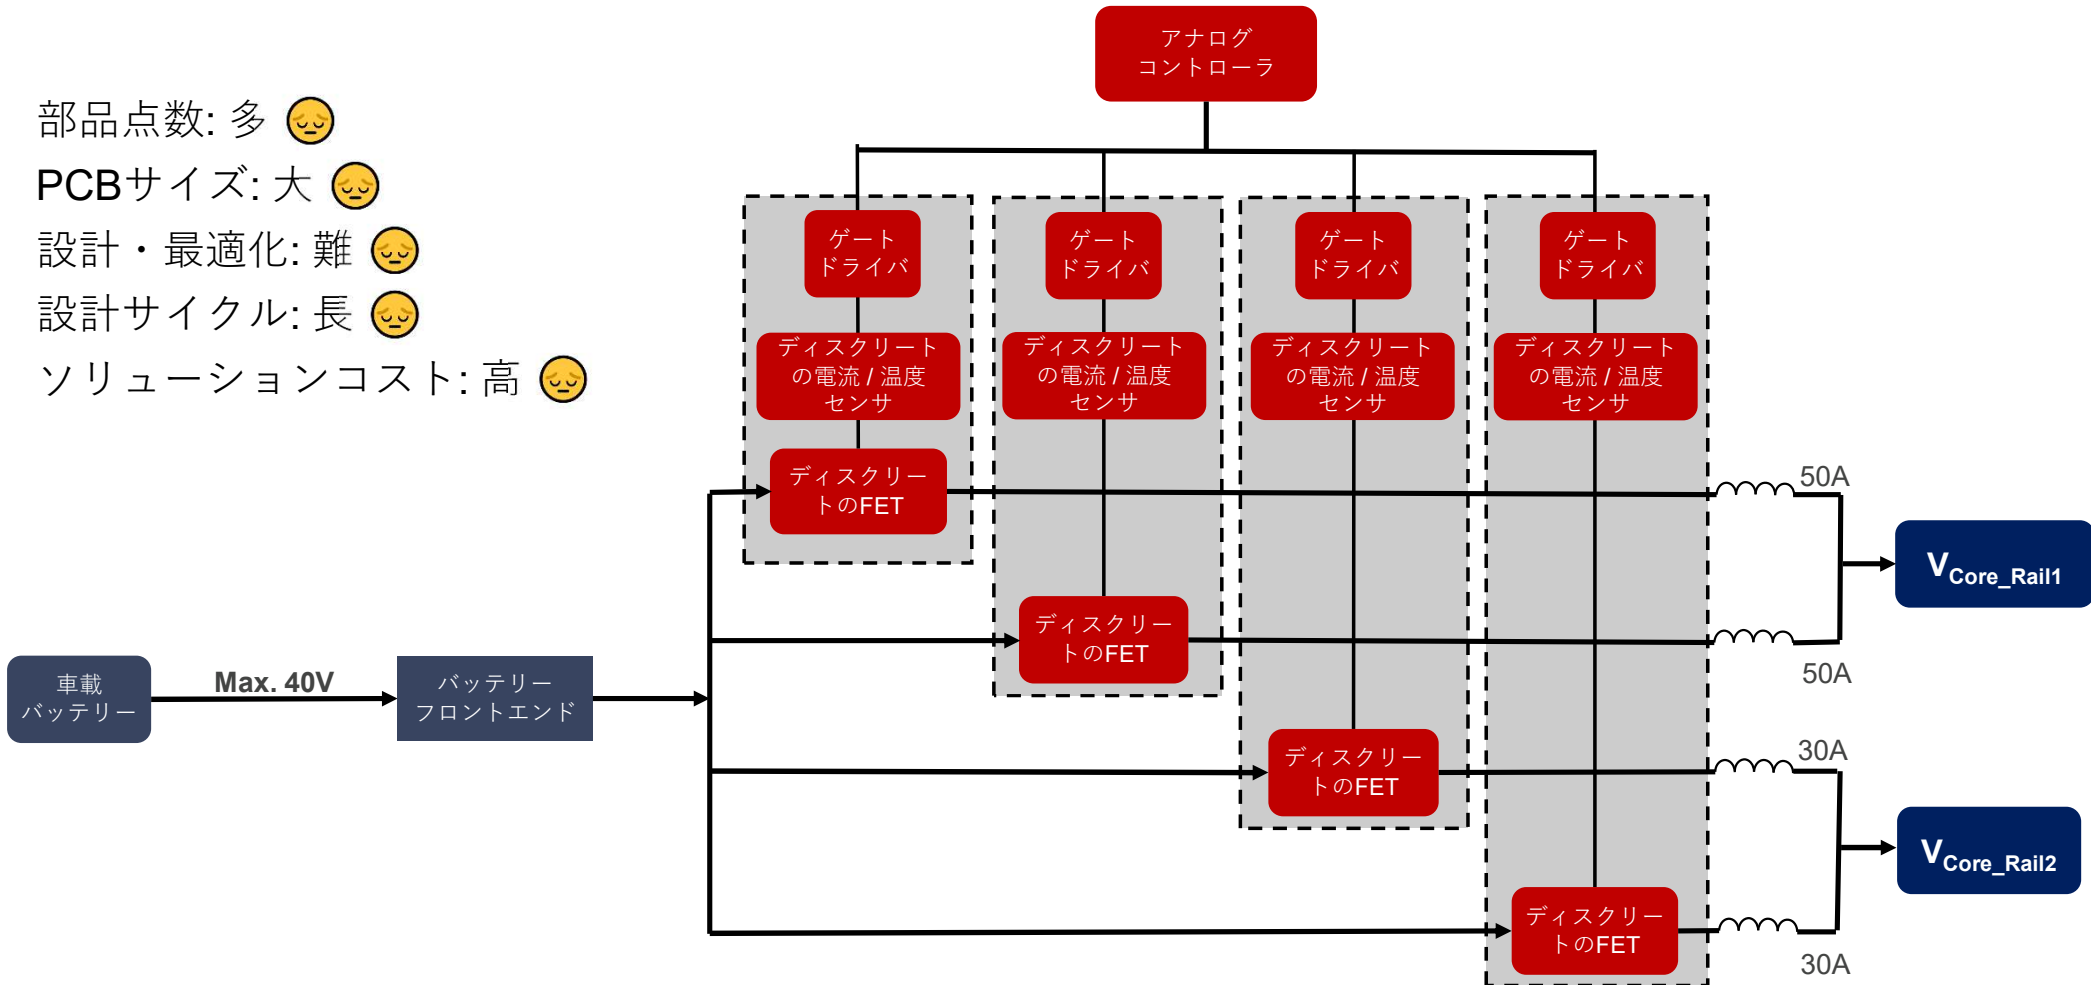 アナログ
コントローラ
部品点数: 多
PCBサイズ: 大
設計・最適化: 難
設計サイクル: 長
ソリューションコスト: 高
ゲート
ドライバ
ゲート
ドライバ
ゲート
ドライバ
ゲート
ドライバ
ディスクリート
の電流 / 温度
センサ
ディスクリート
の電流 / 温度
センサ
ディスクリート
の電流 / 温度
センサ
ディスクリート
の電流 / 温度
センサ
ディスクリー
トのFET
50A
VCore_Rail1
ディスクリー
トのFET
50A
車載
バッテリー
Max. 40V
バッテリー
フロントエンド
ディスクリー
トのFET
30A
VCore_Rail2
ディスクリー
トのFET
30A